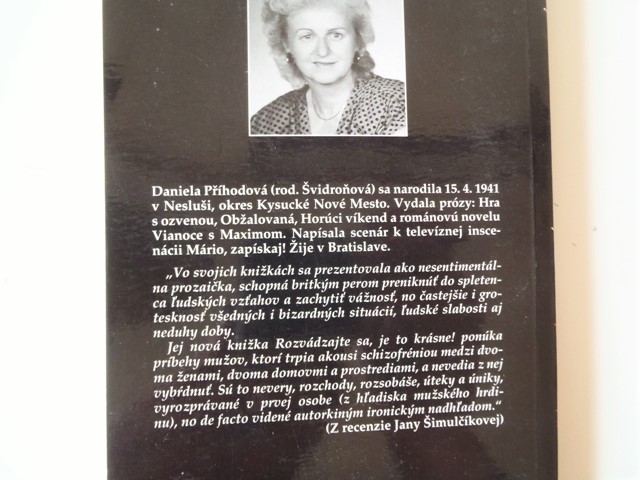 Daniela Příhodová (rod. Švidroňová) sa narodila 15. 4. 1941
v Nesluši, okres Kysucké Nové Mesto. Vydala prózy: Hra
s ozvenou, Obžalovaná, Horúci víkend a románovú novelu
Vianoce s Maximom. Napísala scenár k televíznej insce-
nácii Mário, zapískaj! Žije v Bratislave.
„Vo svojich knižkách sa prezentovala ako nesentimentál-
na prozaička, schopná britkým perom preniknúť do spleten-
ca ľudských vzťahov a zachytiť vážnosť, no častejšie i gro-
tesknosť všedných i bizardných situácií, ľudské slabosti aj
neduhy doby.
Jej nová knižka Rozvádzajte sa, je to krásne! ponúka
príbehy mužov, ktorí trpia akousi schizofréniou medzi dvo-
ma ženami, dvoma domovmi a prostrediami, a nevedia z nej
vybŕdnuť. Sú to nevery, rozchody, rozsobáše, úteky a úniky,
vyrozprávané v prvej osobe (z hľadiska mužského hrdi-
nu), no de facto videné autorkiným ironickým nadhľadom.“
(Z recenzie Jany Šimulčíkovej)